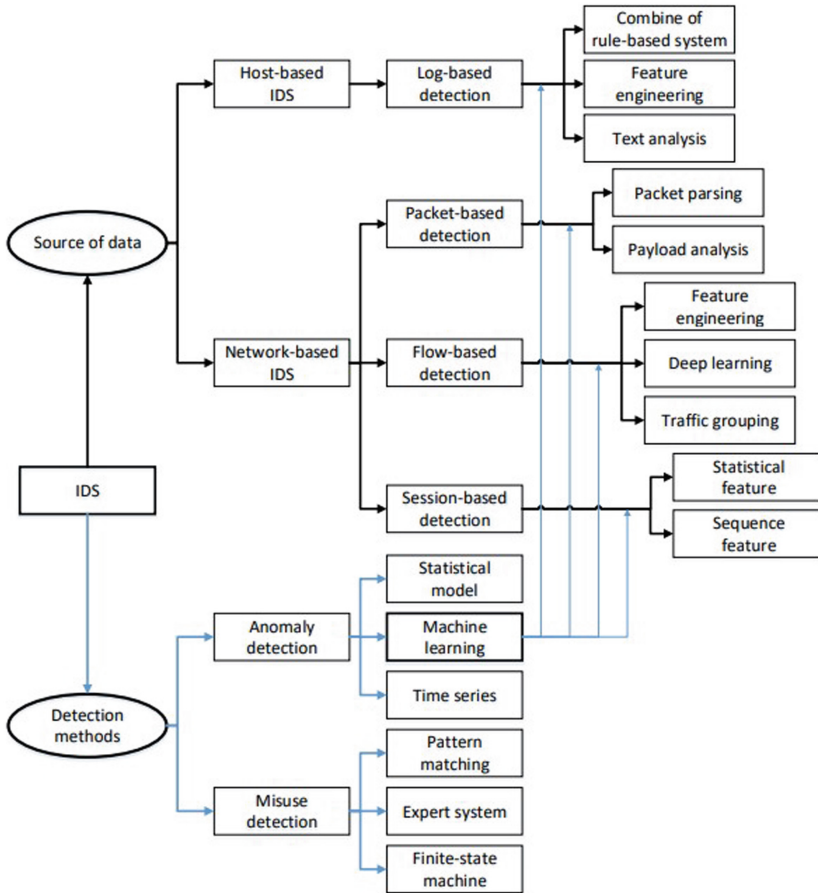 Combine of
rule-based system
Host-based
IDS
Log-based
detection
Feature
engineering
Text analysis
Packet parsing
Source of data
Packet-based
detection
Payload analysis
Feature
engineering
Network-based
IDS
Flow-based
detection
Deep learning
Traffic grouping
IDS
Session-based
detection
Statistical
feature
Sequence
feature
Statistical
model
Anomaly
detection
Machine
learning
Time series
Detection
methods
Pattern
matching
Misuse
detection
Expert system
Finite-state
machine